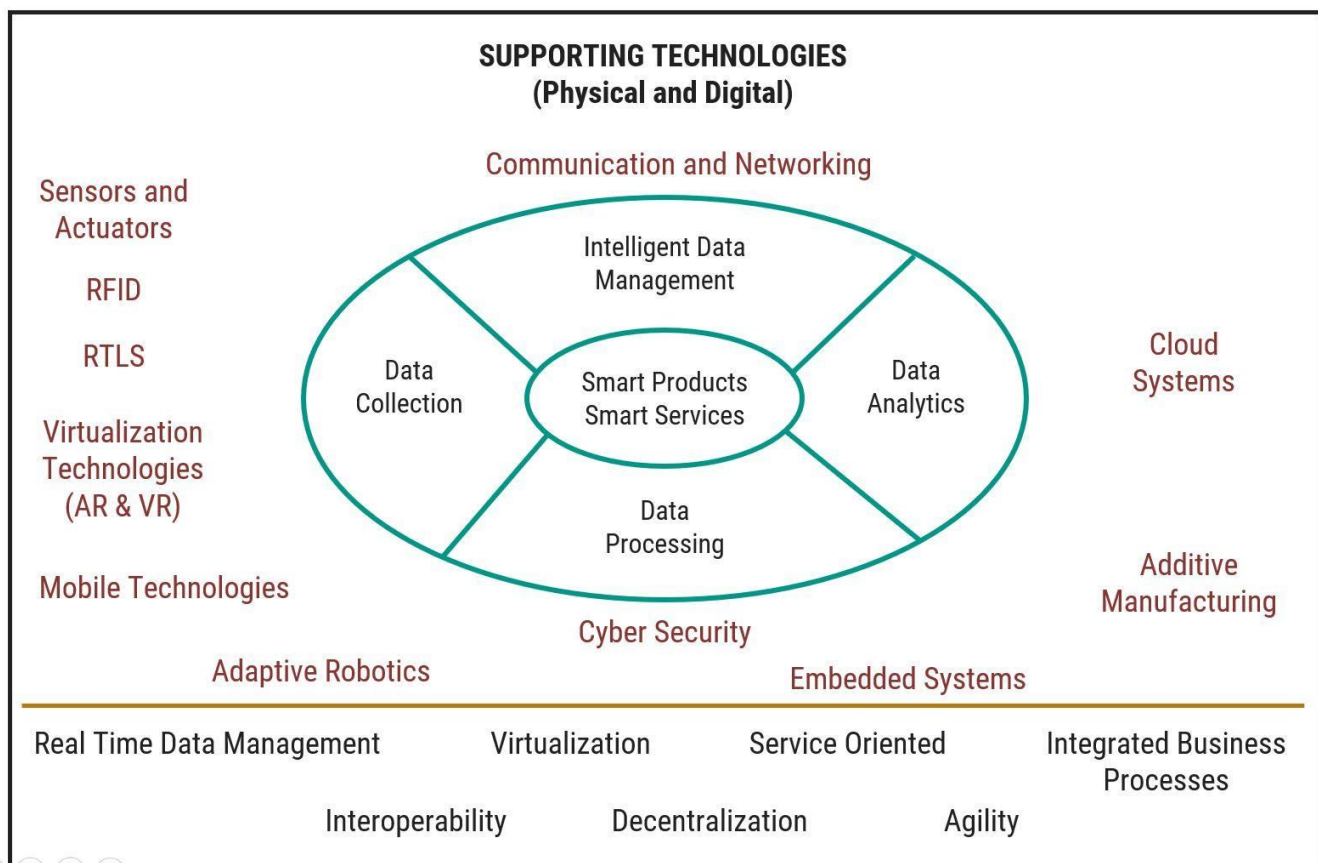 SUPPORTING TECHNOLOGIES
(Physical and Digital)
Communication and Networking
Sensors and
Actuators
RFID
RTLS
Virtualization
Technologies
(AR & VR)
Mobile Technologies
Adaptive Robotics
Intelligent Data
Management
Data
Collection
Smart Products
Smart Services
Data
Analytics
Data
Processing
Cyber Security
Cloud
Systems
Additive
Manufacturing
Embedded Systems
Real Time Data Management
Virtualization
Service Oriented
Integrated Business
Processes
Interoperability
Decentralization
Agility